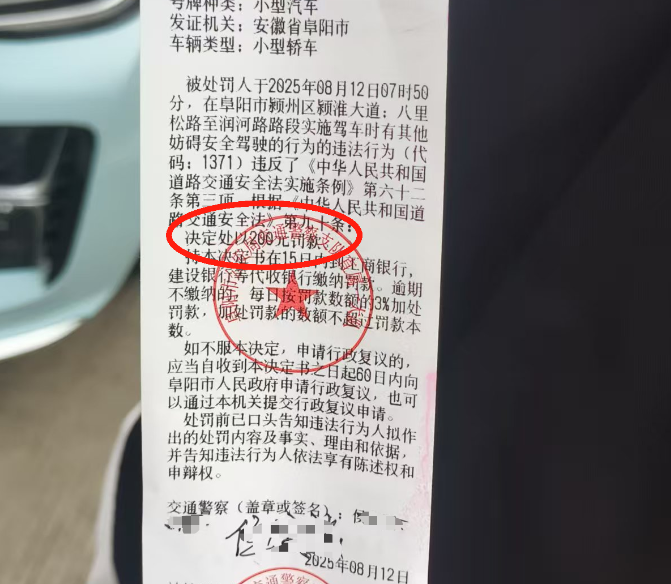 号牌种类：小型汽车
发证机关：安徽省阜阳市
车辆类型：小型轿车
被处罚人于2025年08月12日07时50
分，在阜阳市颍州区颍淮大道：八里
松路至润河路路段实施驾车时有其他
妨碍安全驾驶的行为的违法行为（代
码：1371）违反了《中华人民共和国
道路交通安全法实施条例》第六十二
条第三项，根据《中华人民共和国道
路交通安全法》第九十条，
决定处以200元罚款
持本决定书在15日内到工商银行，
建设银行等代收银行缴纳罚款。逾期
不缴纳的，每日按罚款数额的3%加处
罚款，加处罚款的数额不超过罚款本
数。
如不服本决定，申请行政复议的，
应当自收到本决定书之日起60日内向
阜阳市人民政府申请行政复议，也可
以通过本机关提交行政复议申请。
处罚前已口头告知违法行为人拟作
出的处罚内容及事实、理由和依据，
并告知违法行为人依法享有陈述权和
申辩权。
交通警察（盖章或签名）：
2025年08月12日